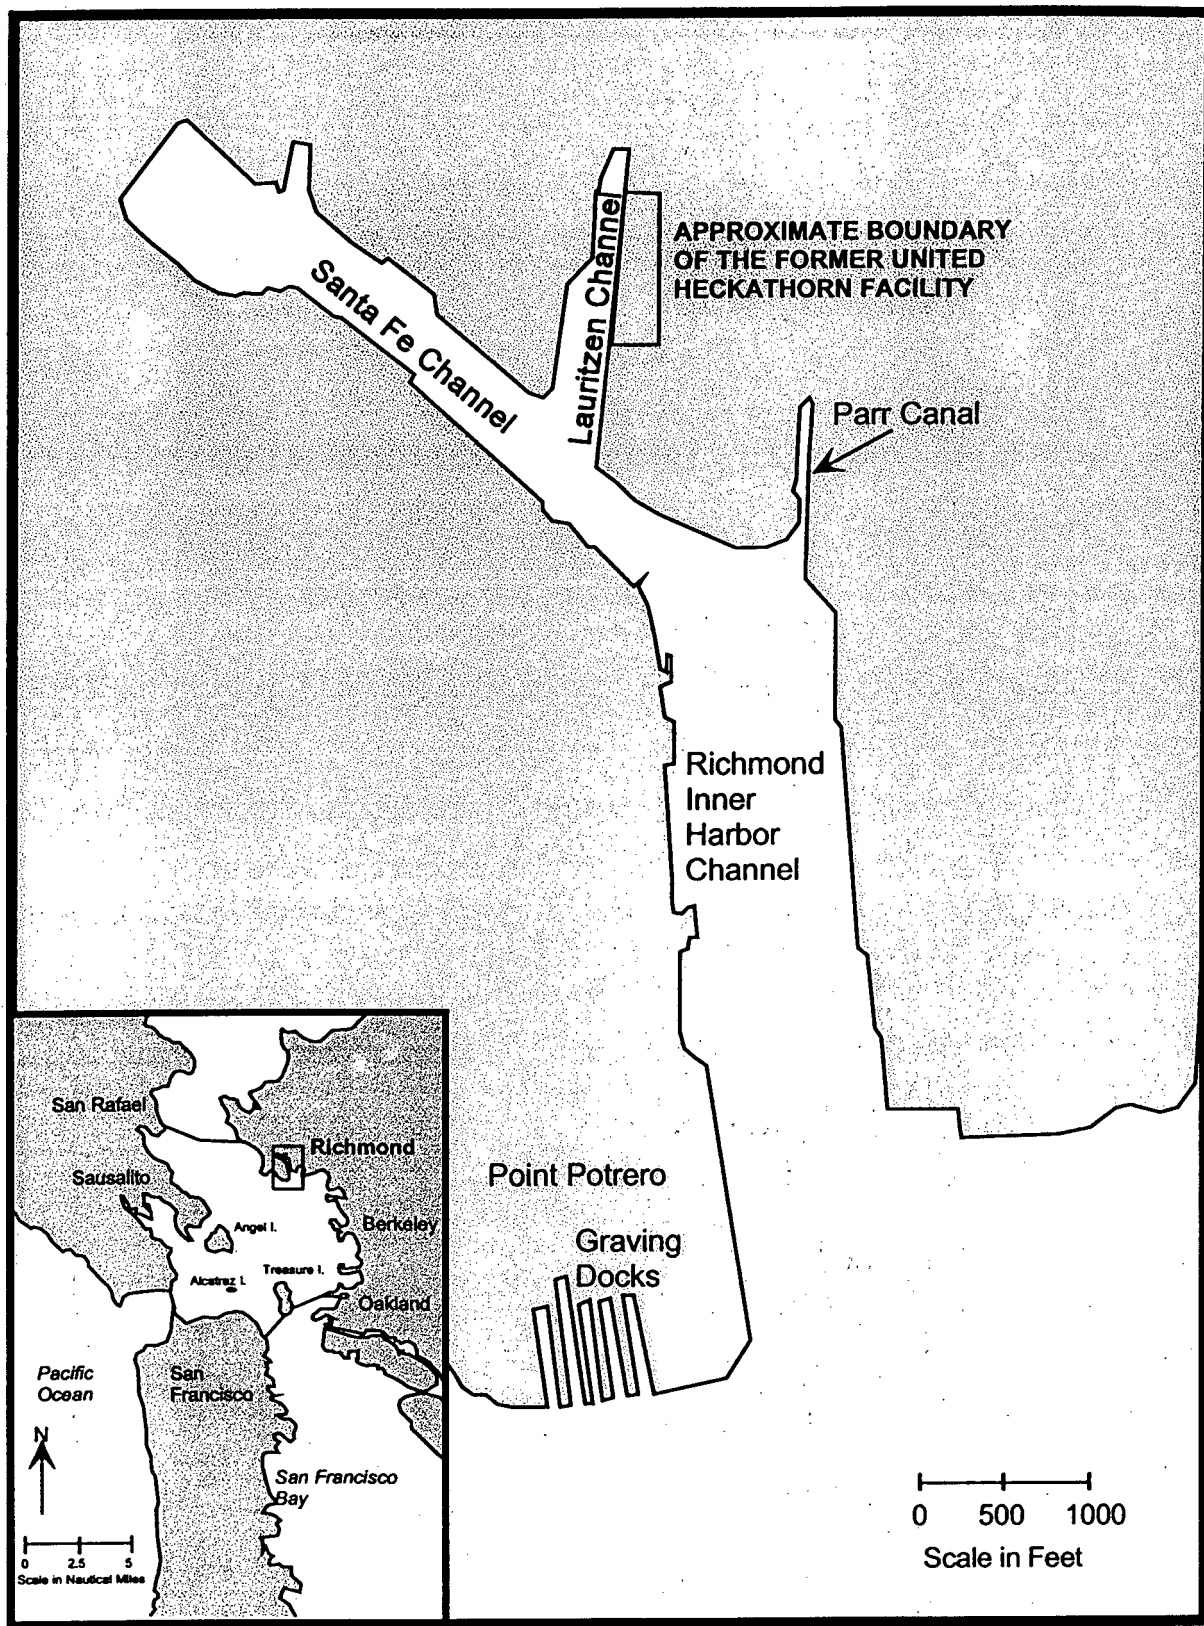 Santa Fe Channel
Lauritzen Channel
APPROXIMATE BOUNDARY
OF THE FORMER UNITED
HECKATHORN FACILITY
Parr Canal
Richmond
Inner
Harbor
Channel
Point Potrero
Graving
Docks
0 500 1000
Scale in Feet
San Rafael
Richmond
Sausalito
Angel I.
Berkeley
Alcatraz I.
Treasure I.
Oakland
Pacific
Ocean
San
Francisco
N
San Francisco
Bay
0 2.5 5
Scale in Nautical Miles